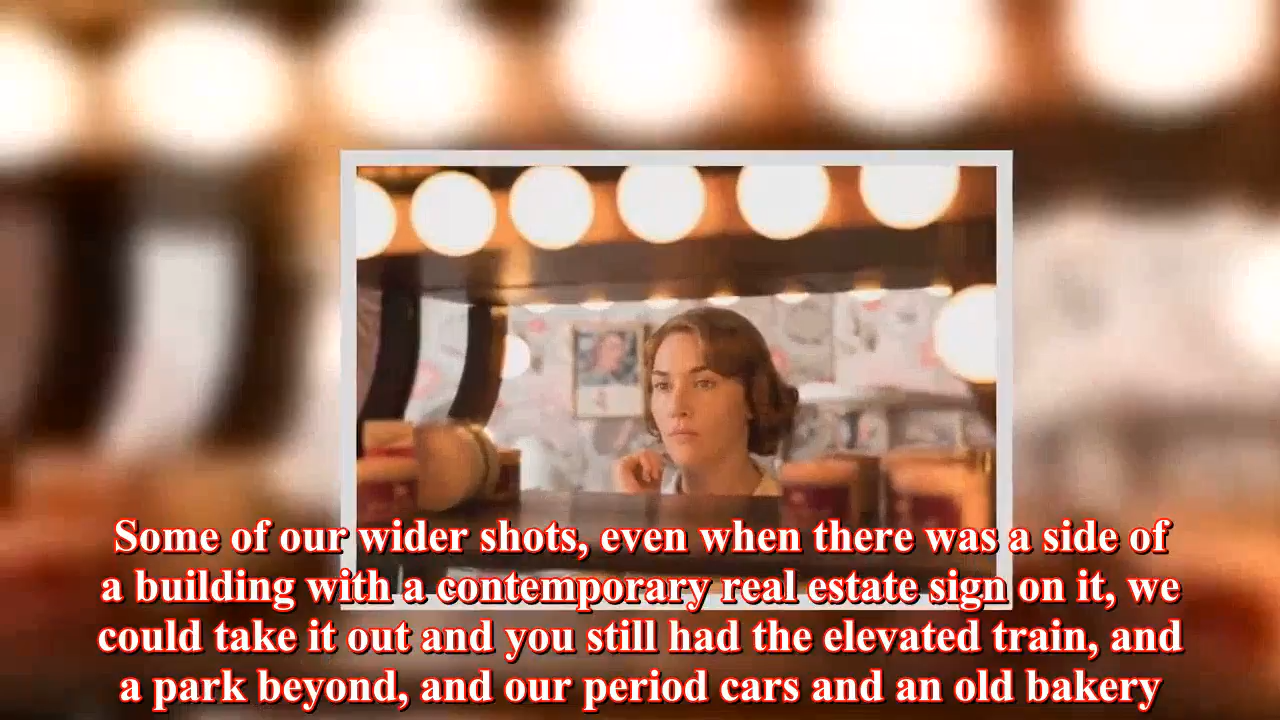 Some of our wider shots, even when there was a side of
a building with a contemporary real estate sign on it, we
could take it out and you still had the elevated train, and
a park beyond, and our period cars and an old bakery